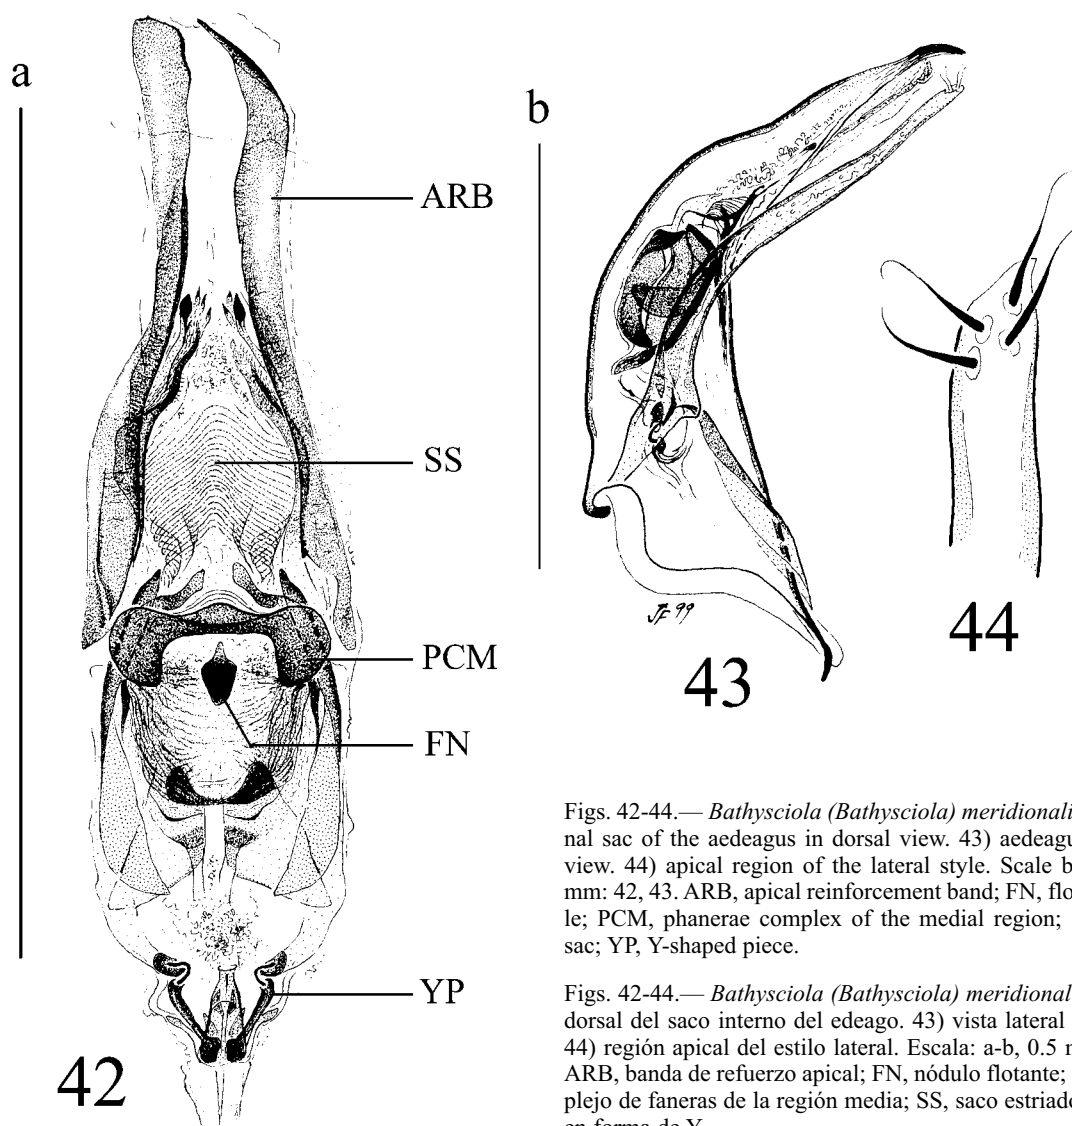 a
b
ARB
SS
PCM
FN
YP
42
JF 99
43
44
Figs. 42-44.— Bathysciola (Bathysciola) meridionali
nal sac of the aedeagus in dorsal view. 43)
view. 44) apical region of the lateral style. Scale
mm: 42, 43. ARB, apical reinforcement band; FN,
le; PCM, phanerae complex of the medial region;
sac; YP, Y-shaped piece.
Figs. 42-44.— Bathysciola (Bathysciola)
dorsal del saco interno del edeago. 43) vista lateral
44) región apical del estilo lateral. Escala: a-b, 0.5
ARB, banda de refuerzo apical; FN, nódulo flotante;
plejo de faneras de la región media; SS, saco
en forma de Y